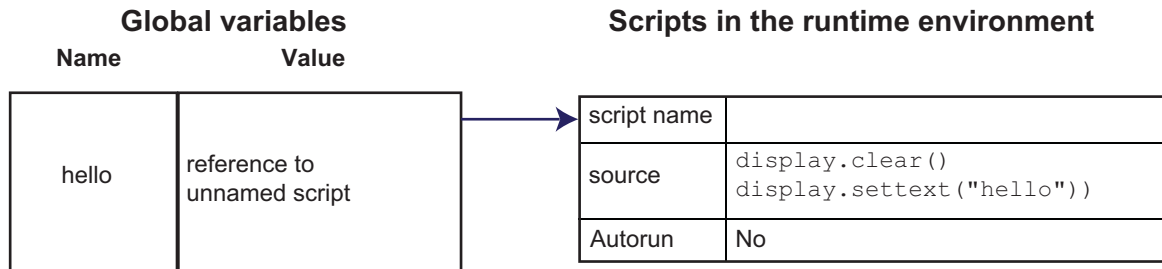 Global variables
Name Value
hello
reference to
unnamed script
Scripts in the runtime environment
script name
source
display.clear()
display.settext("hello"))
Autorun No